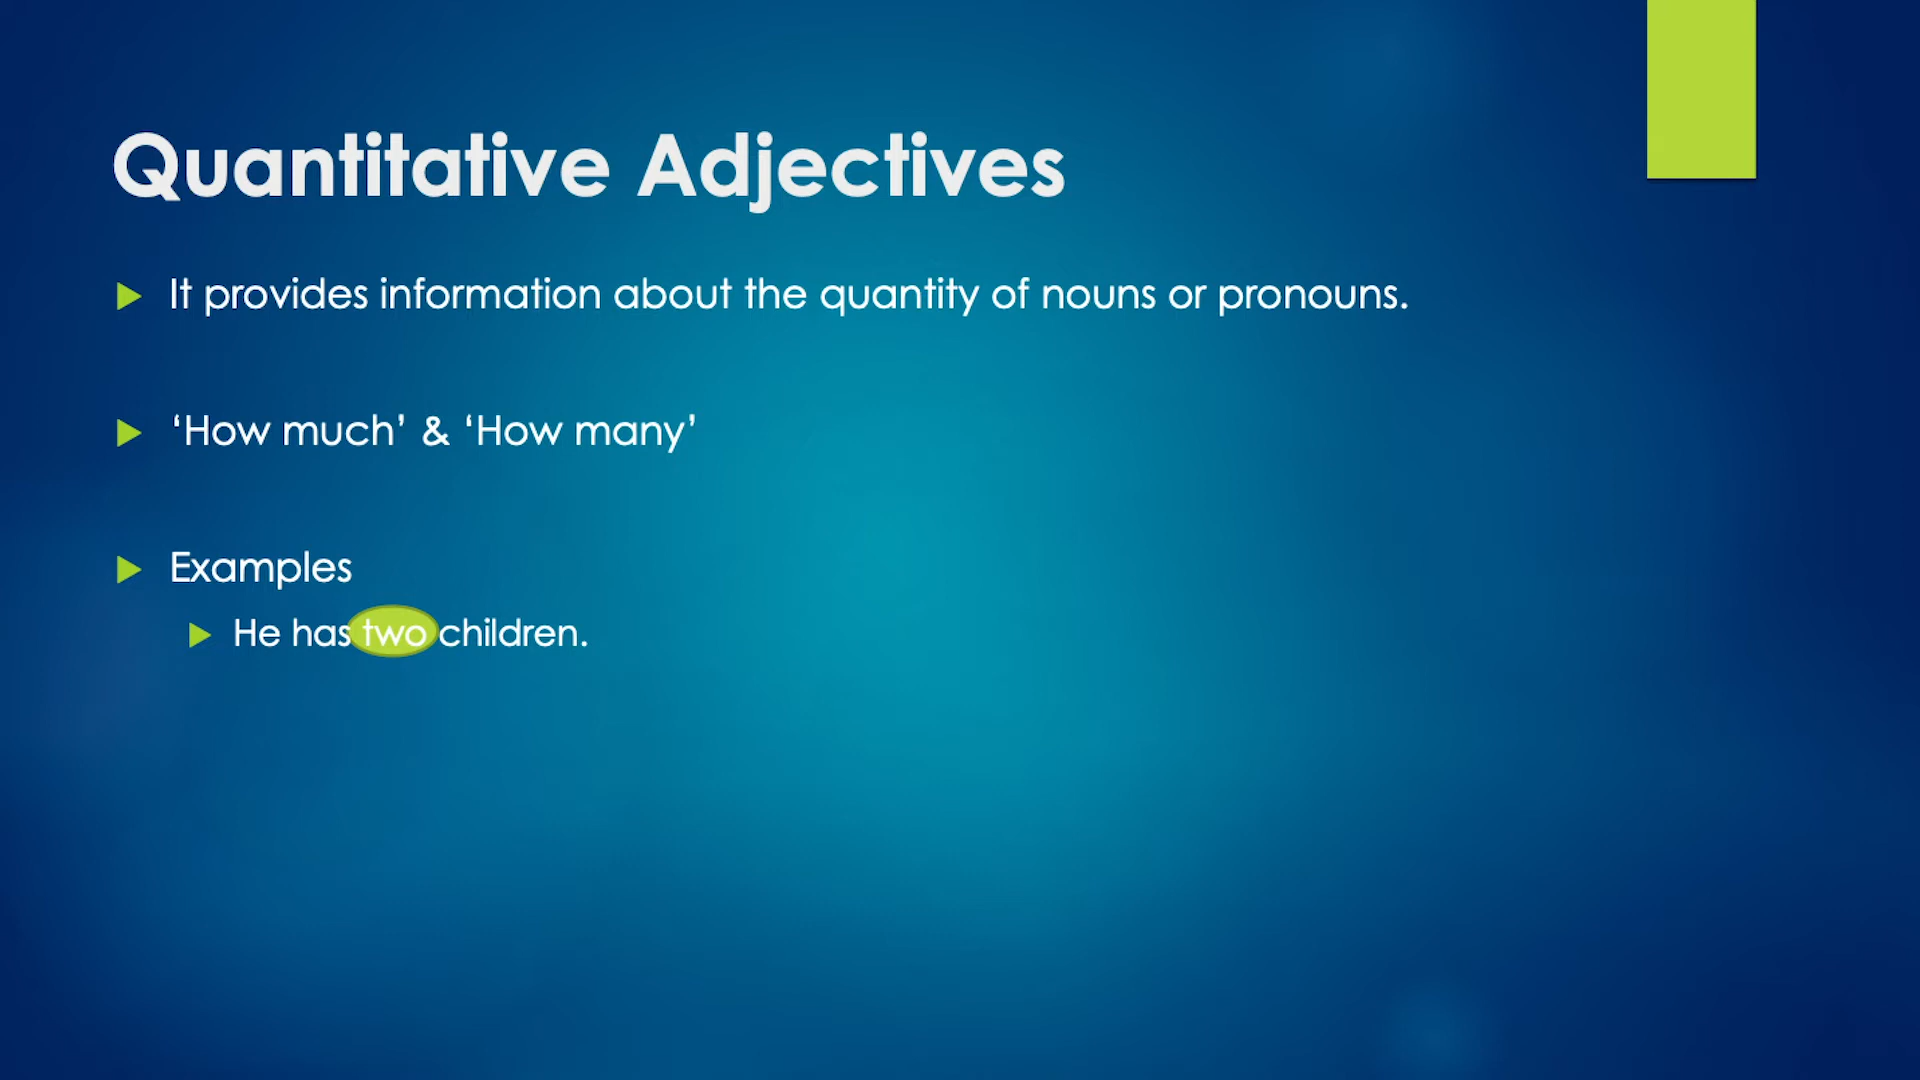 Quantitative Adjectives
It provides information about the quantity of nouns or pronouns.
‘How much’ & ‘How many’
Examples
He has two children.